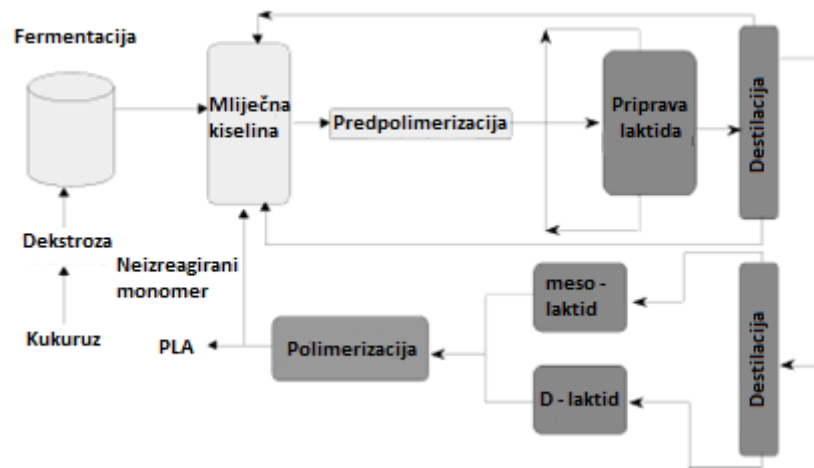 Fermentacija
Mliječna
kiselina
Predpolimerizacija
Priprava
laktida
Destilacija
Dekstroza
Neizreagirani
monomer
Kukuruz
PLA
Polimerizacija
meso -
laktid
D - laktid
Destilacija